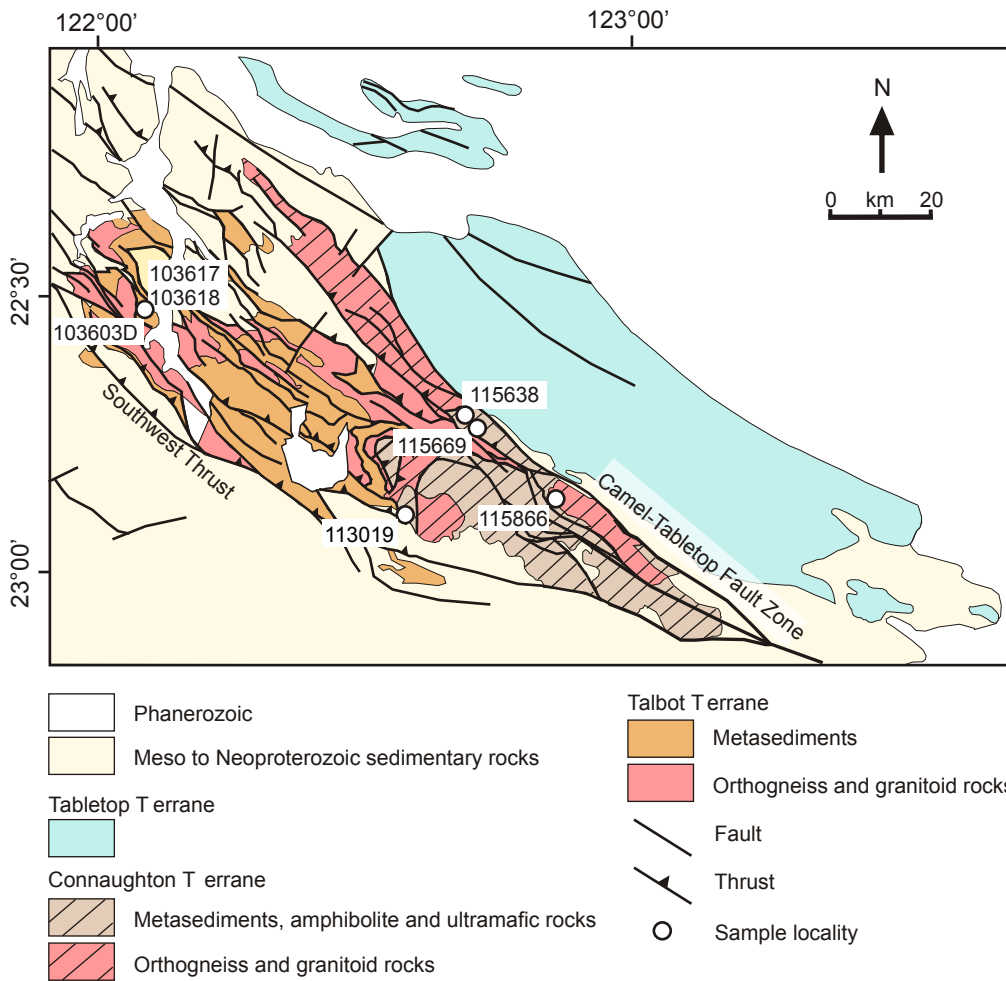 122°00’
123°00’
N
0 km 20
22°30’
103617
103618
103603D
115638
115669
Southwest Thrust
113019
115866
Camel-Tabletop Fault Zone
23°00’
Phanerozoic
Meso to Neoproterozoic sedimentary rocks
Tabletop T errane
Connaughton T errane
Metasediments, amphibolite and ultramafic rocks
Orthogneiss and granitoid rocks
Talbot T errane
Metasediments
Orthogneiss and granitoid rocks
Fault
Thrust
Sample locality